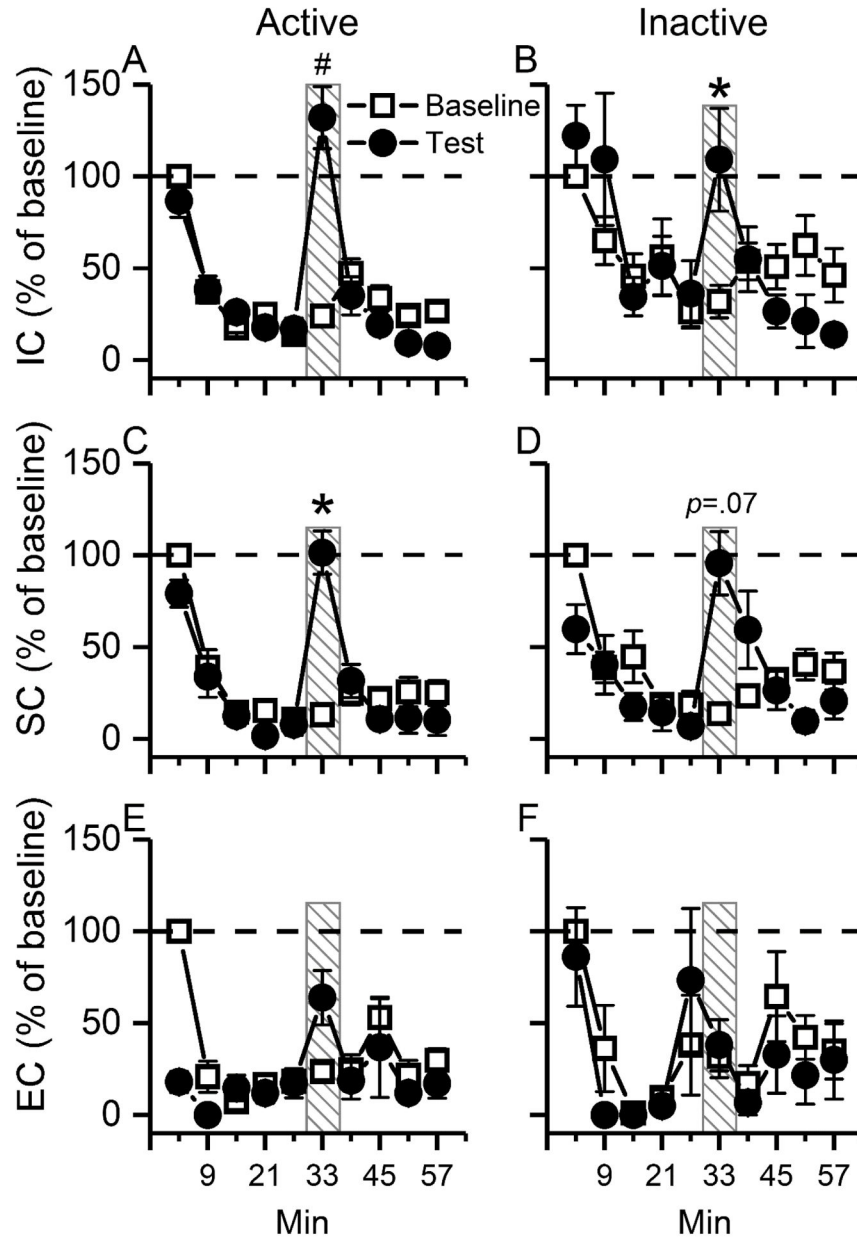 Active
Inactive
A
#
B
*
IC (% of baseline)
150
100
50
0
Baseline
Test
C
*
D
p=.07
SC (% of baseline)
150
100
50
0
E
F
EC (% of baseline)
150
100
50
0
9 21 33 45 57
9 21 33 45 57
Min
Min